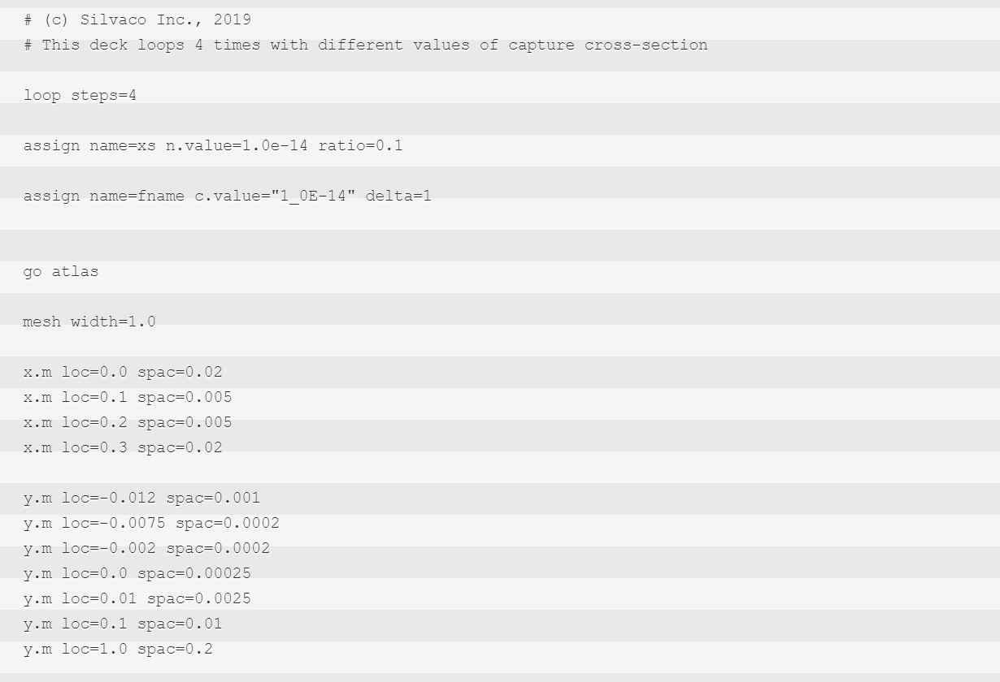 # (c) Silvaco Inc., 2019
# This deck loops 4 times with different values of capture cross-section
loop steps=4
assign name=xs n.value=1.0e-14 ratio=0.1
assign name=fname c.value="1_0E-14" delta=1
go atlas
mesh width=1.0
x.m loc=0.0 spac=0.02
x.m loc=0.1 spac=0.005
x.m loc=0.2 spac=0.005
x.m loc=0.3 spac=0.02
y.m loc=-0.012 spac=0.001
y.m loc=-0.0075 spac=0.0002
y.m loc=-0.002 spac=0.0002
y.m loc=0.0 spac=0.00025
y.m loc=0.01 spac=0.0025
y.m loc=0.1 spac=0.01
y.m loc=1.0 spac=0.2